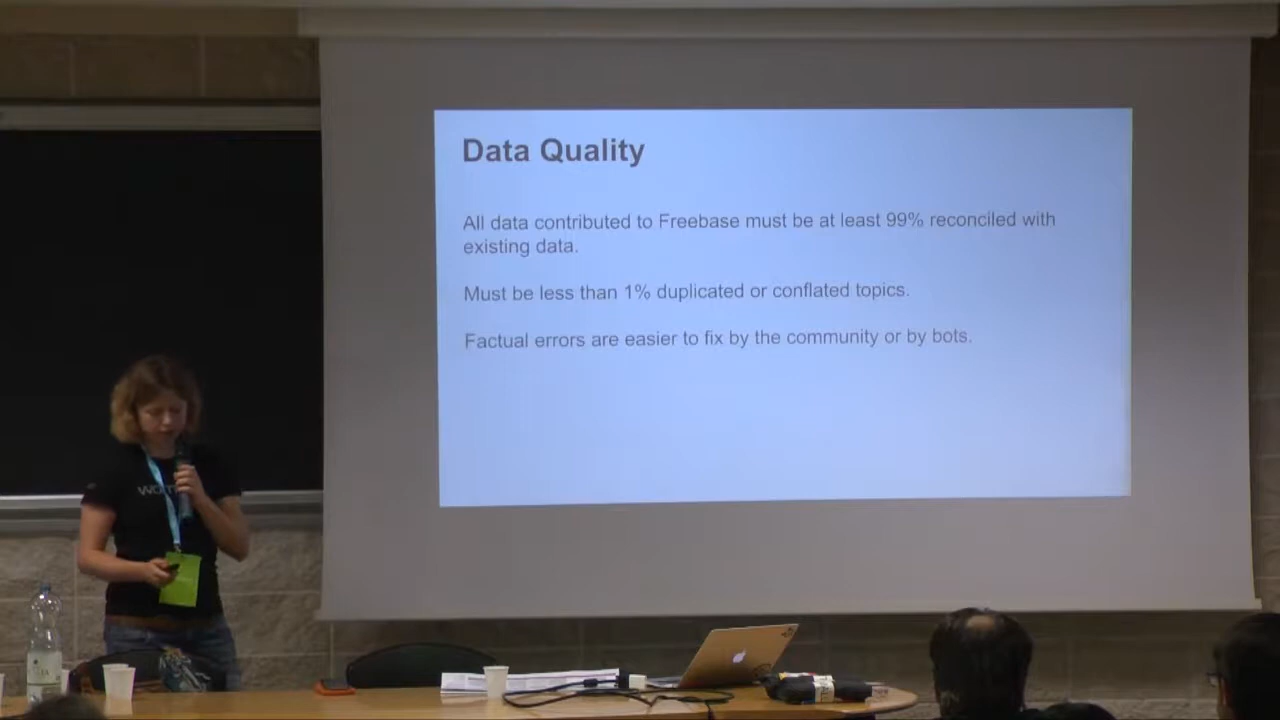 Data Quality
All data contributed to Freebase must be at least 99% reconciled with
existing data.
Must be less than 1% duplicated or conflated topics.
Factual errors are easier to fix by the community or by bots.